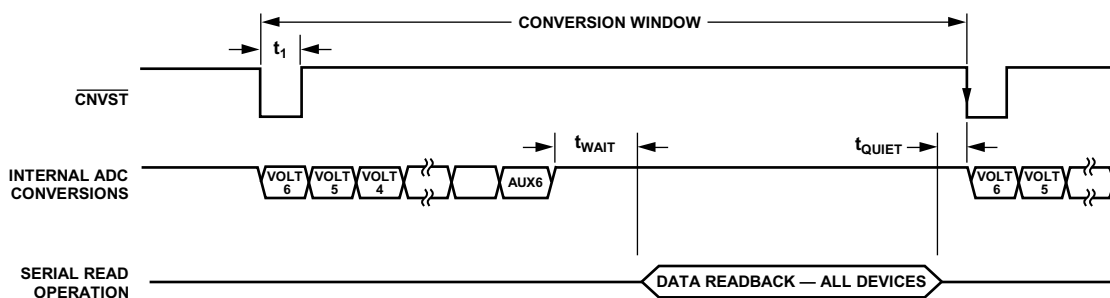 CONVERSION WINDOW
t1
CNVST
tWAIT
tQUIET
INTERNAL ADC
CONVERSIONS
VOLT
6
VOLT
5
VOLT
4
AUX6
VOLT
6
VOLT
5
SERIAL READ
OPERATION
DATA READBACK — ALL DEVICES